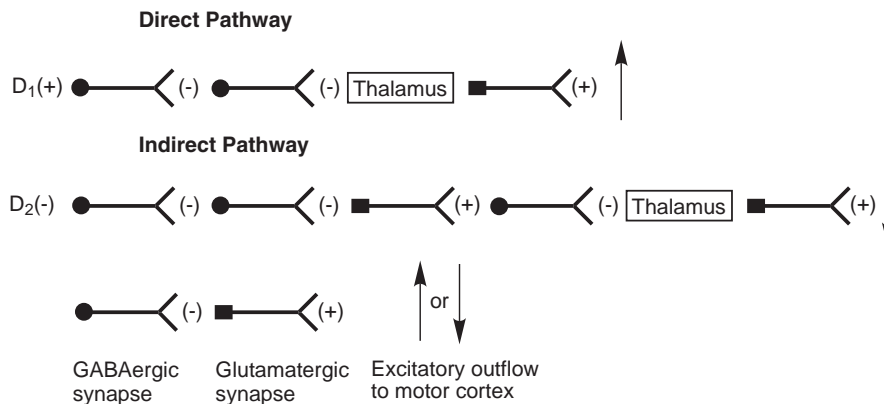 Direct Pathway
D1(+) (-) (-) Thalamus (+)
Indirect Pathway
D2(-) (-) (-) (+) (-) Thalamus (+)
or
(-) (+)
GABAergic synapse
Glutamatergic synapse
Excitatory outflow to motor cortex